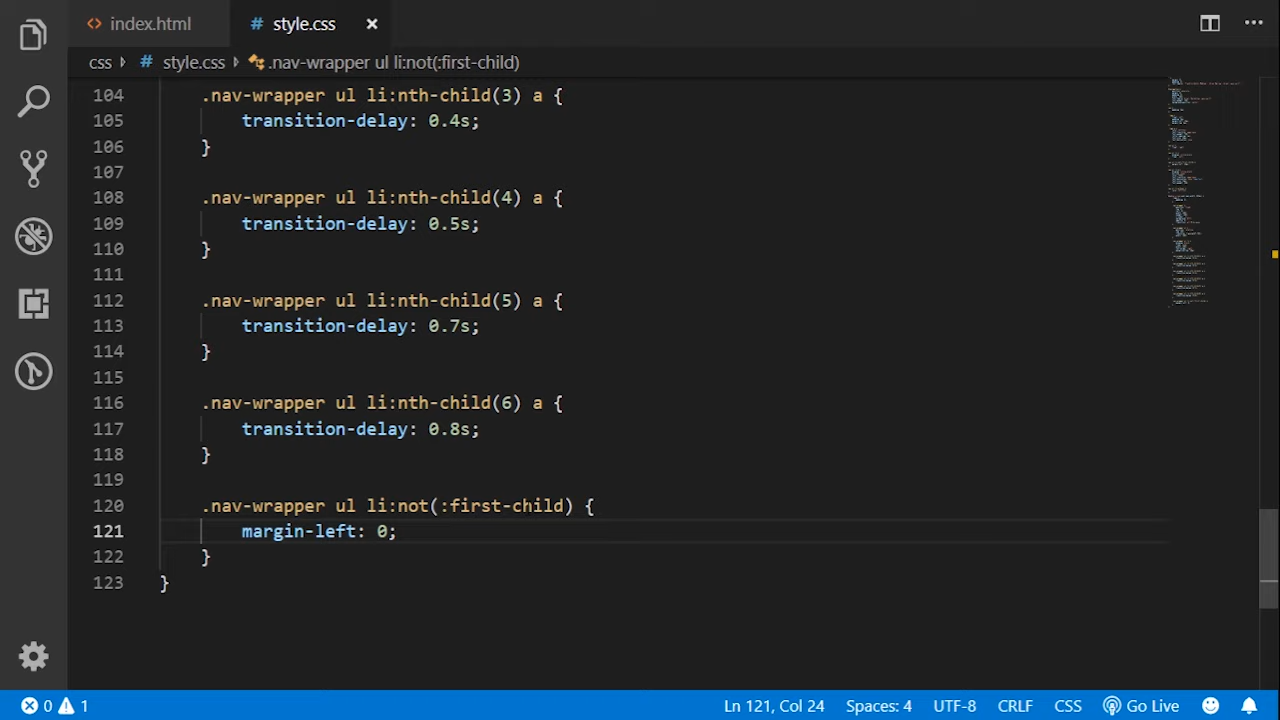 index.html
# style.css
css
# style.css
.nav-wrapper ul li:not(:first-child)
104 .nav-wrapper ul li:nth-child(3) a {
105 transition-delay: 0.4s;
106 }
107
108 .nav-wrapper ul li:nth-child(4) a {
109 transition-delay: 0.5s;
110 }
111
112 .nav-wrapper ul li:nth-child(5) a {
113 transition-delay: 0.7s;
114 }
115
116 .nav-wrapper ul li:nth-child(6) a {
117 transition-delay: 0.8s;
118 }
119
120 .nav-wrapper ul li:not(:first-child) {
121 margin-left: 0;
122 }
123 }
0 1 Ln 121, Col 24 Spaces: 4 UTF-8 CRLF CSS Go Live